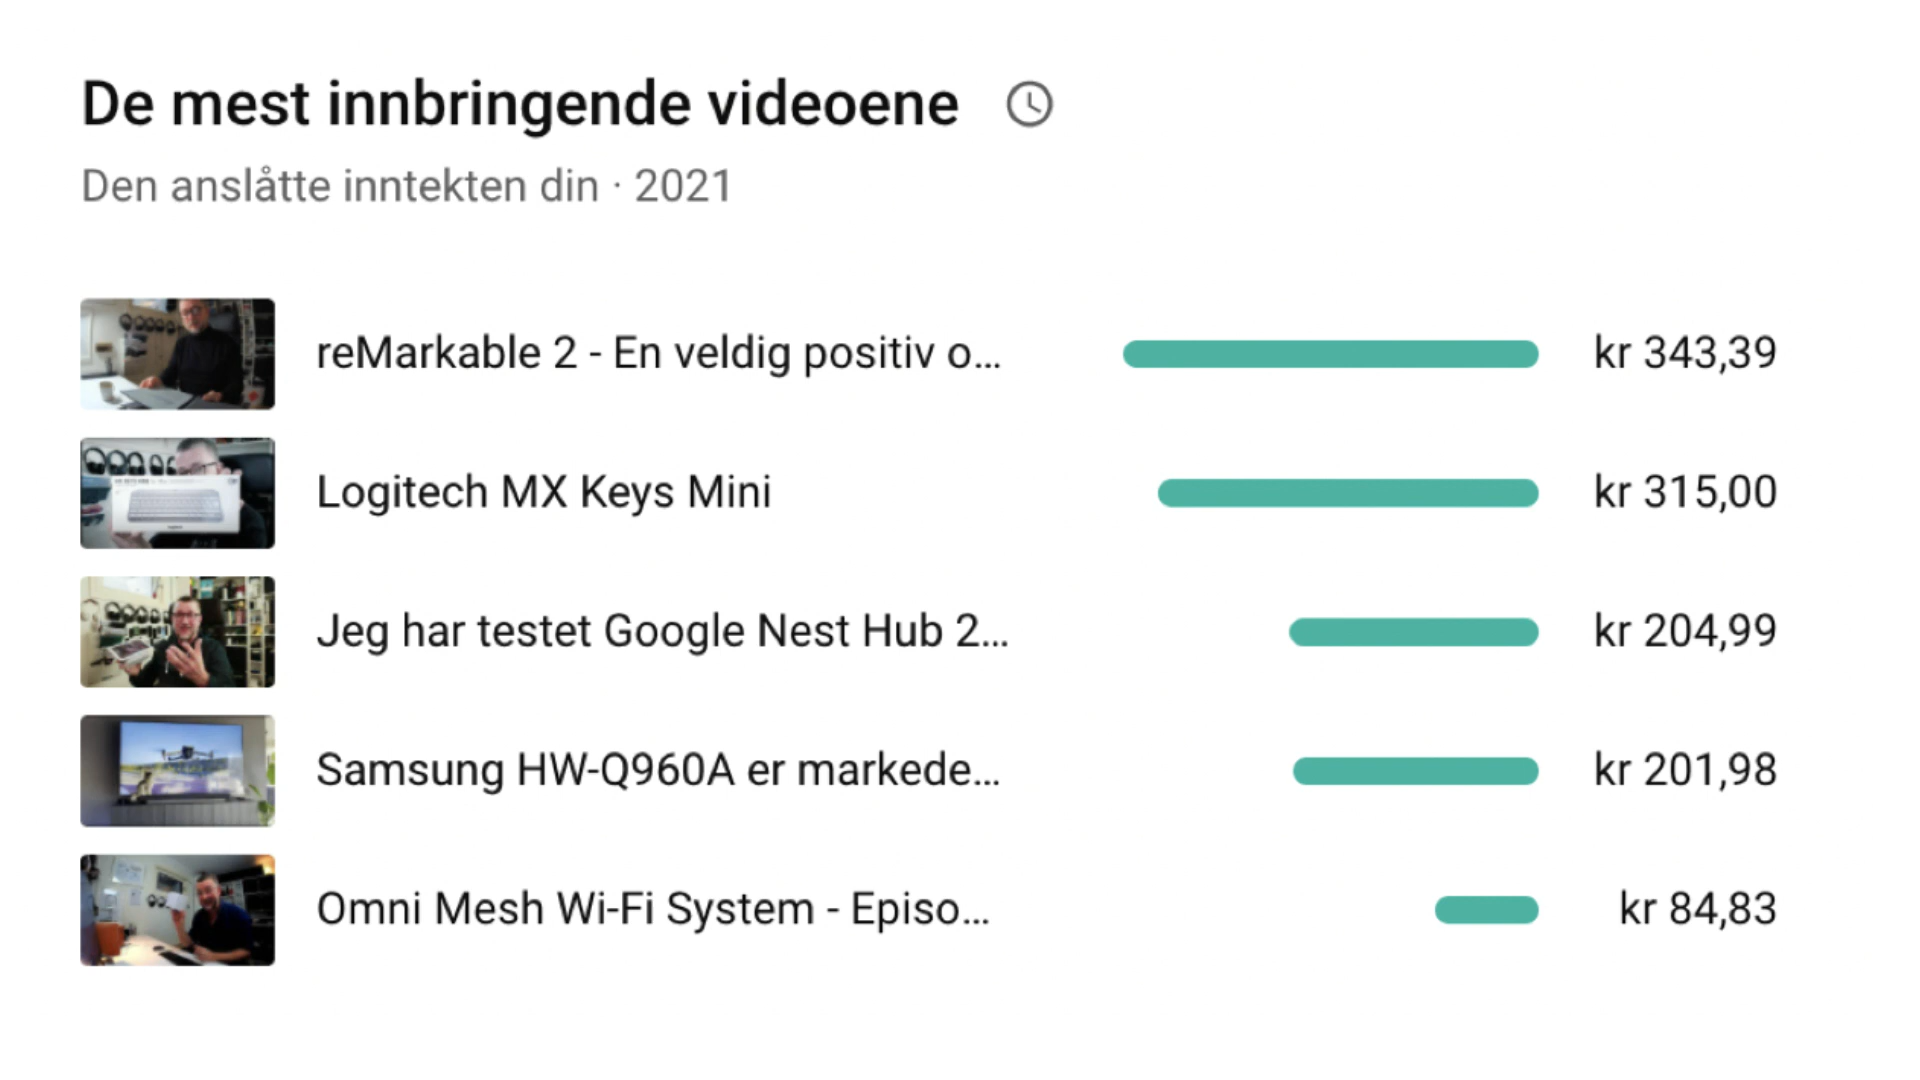 De mest innbringende videoene
Den anslåtte inntekten din · 2021
reMarkable 2 - En veldig positiv o...
kr 343,39
Logitech MX Keys Mini
kr 315,00
Jeg har testet Google Nest Hub 2...
kr 204,99
Samsung HW-Q960A er markede...
kr 201,98
Omni Mesh Wi-Fi System - Episo...
kr 84,83